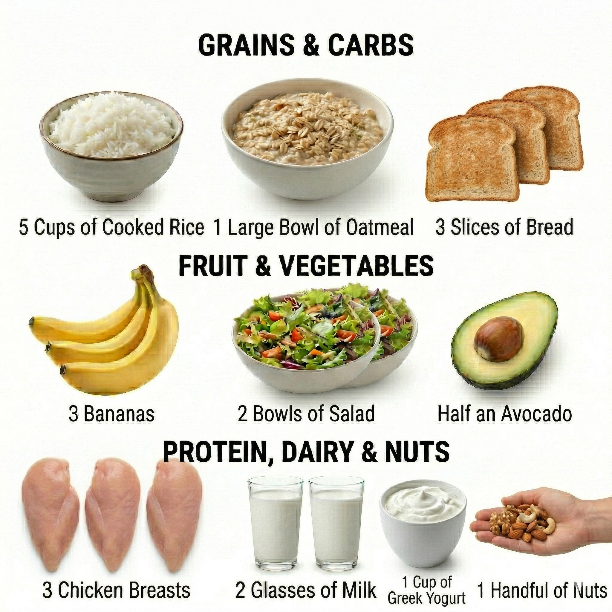 GRAINS & CARBS
5 Cups of Cooked Rice
1 Large Bowl of Oatmeal
3 Slices of Bread
FRUIT & VEGETABLES
3 Bananas
2 Bowls of Salad
Half an Avocado
PROTEIN, DAIRY & NUTS
3 Chicken Breasts
2 Glasses of Milk
1 Cup of
Greek Yogurt
1 Handful of Nuts